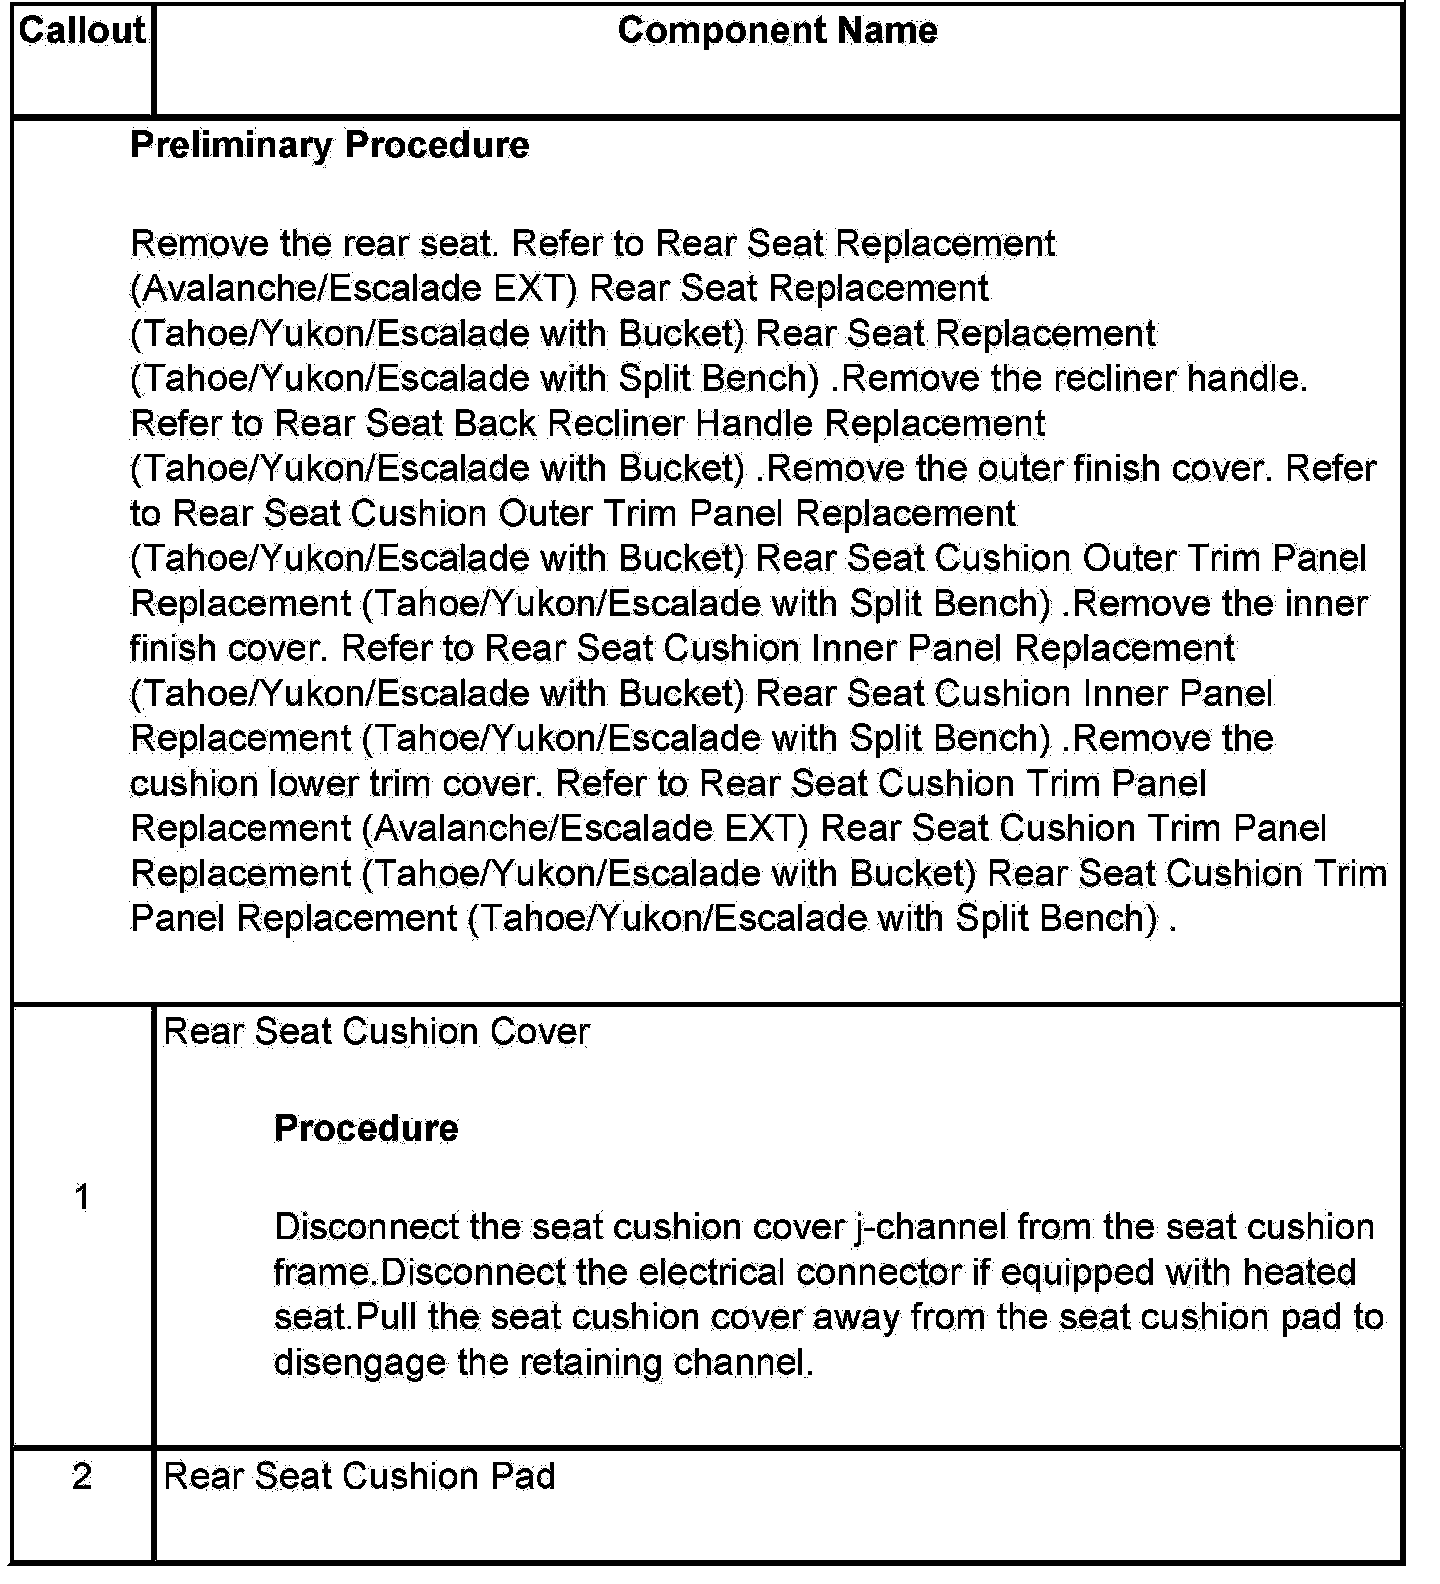 Callout
Component Name
Preliminary Procedure
Remove the rear seat. Refer to Rear Seat Replacement
(Avalanche/Escalade EXT) Rear Seat Replacement
(Tahoe/Yukon/Escalade with Bucket) Rear Seat Replacement
(Tahoe/Yukon/Escalade with Split Bench) .Remove the recliner handle.
Refer to Rear Seat Back Recliner Handle Replacement
(Tahoe/Yukon/Escalade with Bucket) .Remove the outer finish cover. Refer
to Rear Seat Cushion Outer Trim Panel Replacement
(Tahoe/Yukon/Escalade with Bucket) Rear Seat Cushion Outer Trim Panel
Replacement (Tahoe/Yukon/Escalade with Split Bench) .Remove the inner
finish cover. Refer to Rear Seat Cushion Inner Panel Replacement
(Tahoe/Yukon/Escalade with Bucket) Rear Seat Cushion Inner Panel
Replacement (Tahoe/Yukon/Escalade with Split Bench) .Remove the
cushion lower trim cover. Refer to Rear Seat Cushion Trim Panel
Replacement (Avalanche/Escalade EXT) Rear Seat Cushion Trim Panel
Replacement (Tahoe/Yukon/Escalade with Bucket) Rear Seat Cushion Trim
Panel Replacement (Tahoe/Yukon/Escalade with Split Bench) .
1
Rear Seat Cushion Cover
Procedure
Disconnect the seat cushion cover j-channel from the seat cushion
frame.Disconnect the electrical connector if equipped with heated
seat.Pull the seat cushion cover away from the seat cushion pad to
disengage the retaining channel.
2
Rear Seat Cushion Pad